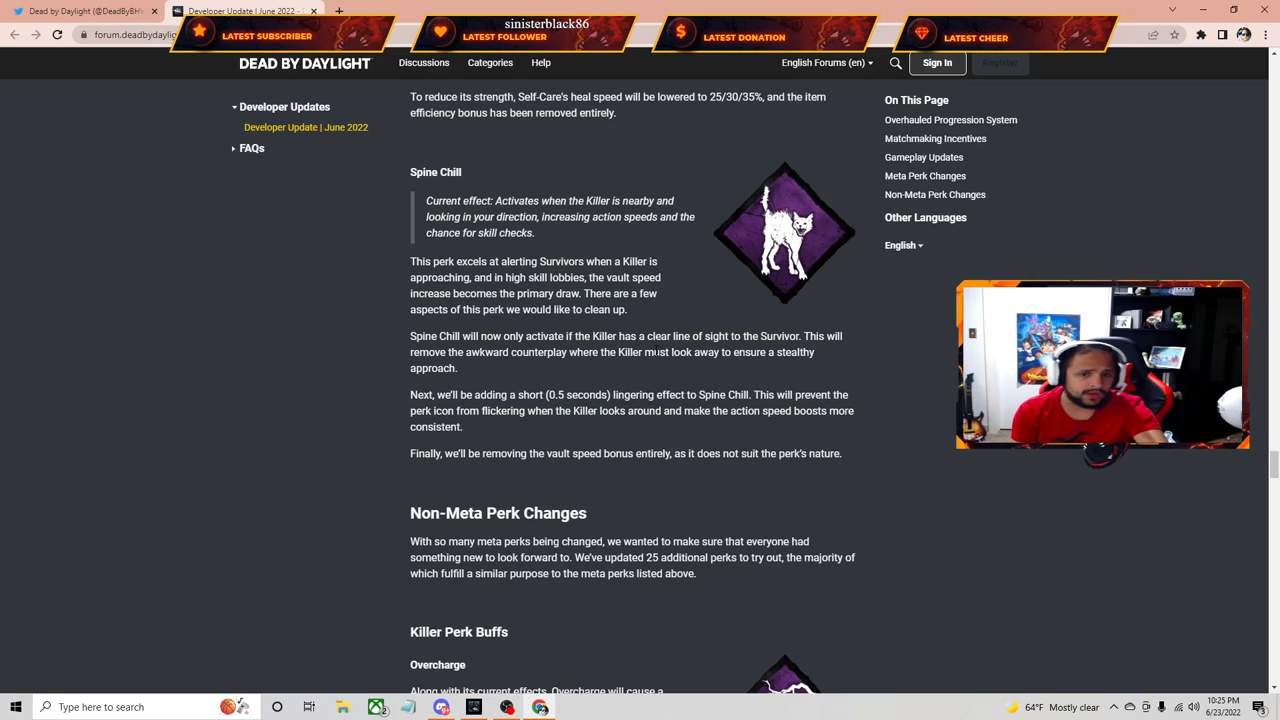 Developer Update | June 2022
Dead by Daylight (@DeadByBHV
sinisterblack86
LATEST SUBSCRIBER
LATEST FOLLOWER
LATEST DONATION
LATEST CHEER
forum.deadbydaylig
DEAD BY DAYLIGHT
Discussions
Categories
Help
English Forums (en)
Sign In
Register
Developer Updates
Developer Update | June 2022
FAQs
To reduce its strength, Self-Care's heal speed will be lowered to 25/30/35%, and the item
efficiency bonus has been removed entirely.
Spine Chill
Current effect: Activates when the Killer is nearby and
looking in your direction, increasing action speeds and the
chance for skill checks.
This perk excels at alerting Survivors when a Killer is
approaching, and in high skill lobbies, the vault speed
increase becomes the primary draw. There are a few
aspects of this perk we would like to clean up.
Spine Chill will now only activate if the Killer has a clear line of sight to the Survivor. This will
remove the awkward counterplay where the Killer must look away to ensure a stealthy
approach.
Next, we'll be adding a short (0.5 seconds) lingering effect to Spine Chill. This will prevent the
perk icon from flickering when the Killer looks around and make the action speed boosts more
consistent.
Finally, we'll be removing the vault speed bonus entirely, as it does not suit the perk's nature.
Non-Meta Perk Changes
With so many meta perks being changed, we wanted to make sure that everyone had
something new to look forward to. We've updated 25 additional perks to try out, the majority of
which fulfill a similar purpose to the meta perks listed above.
Killer Perk Buffs
Overcharge
Along with its current effects, Overcharge will cause a
On This Page
Overhauled Progression System
Matchmaking Incentives
Gameplay Updates
Meta Perk Changes
Non-Meta Perk Changes
Other Languages
English
Type here to search
64°F Mostly clear
10:25 PM
6/23/2022